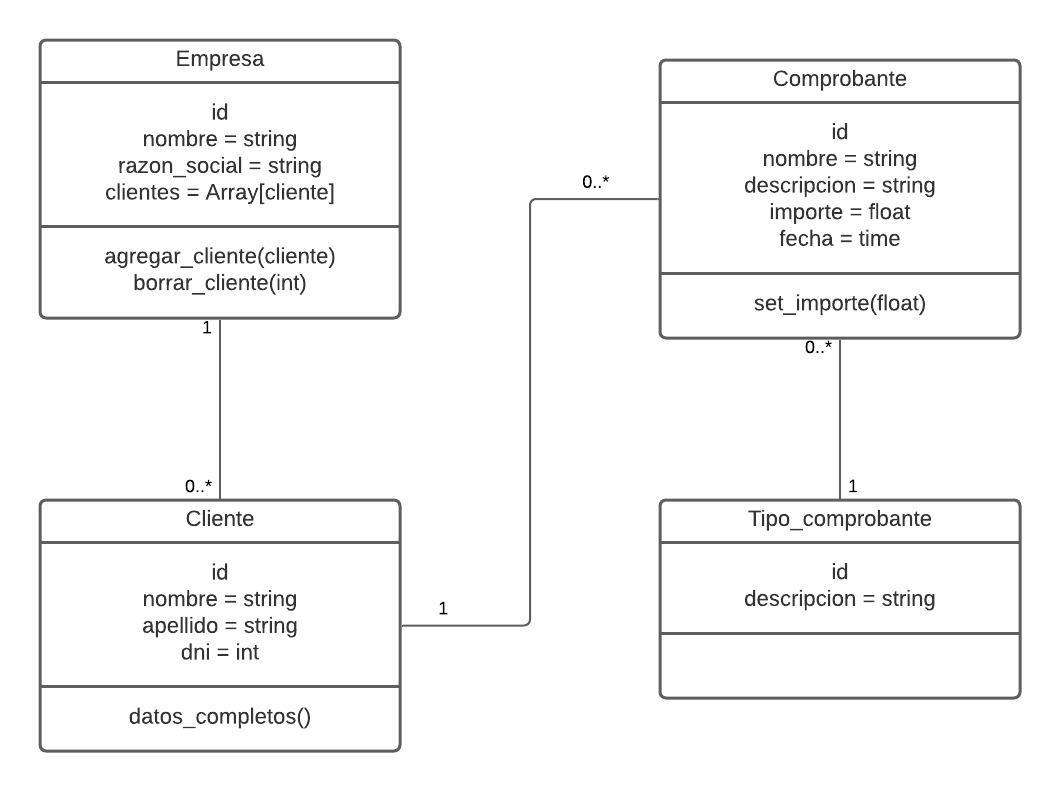 Empresa
id
nombre = string
razon_social = string
clientes = Array[cliente]
agregar_cliente(cliente)
borrar_cliente(int)
1
0..*
Cliente
id
nombre = string
apellido = string
dni = int
datos_completos()
1
0..*
Comprobante
id
nombre = string
descripcion = string
importe = float
fecha = time
set_importe(float)
0..*
1
Tipo_comprobante
id
descripcion = string